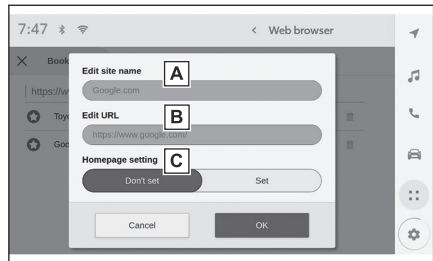 7:47
Web browser
Book
https://w
Toyo
Goo
Edit site name
A
Google.com
Edit URL
B
https://www.google.com/
Homepage setting
C
Don't set
Set
Cancel
OK